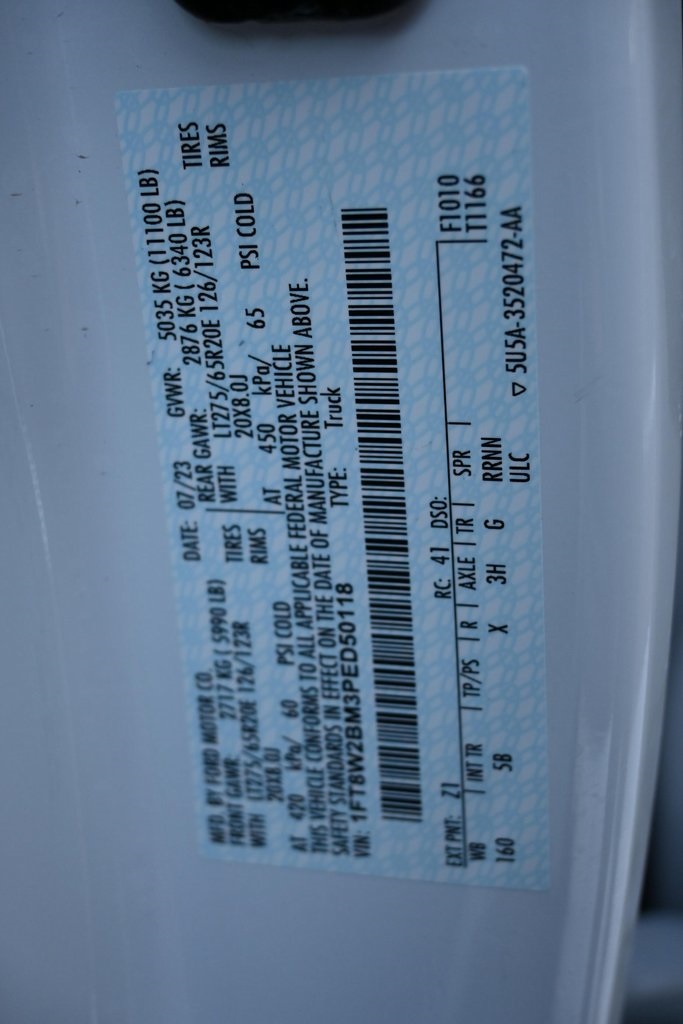 MFD. BY FORD MOTOR CO.
DATE: 07/23 GVWR: 5035 KG (11100 LB)
FRONT GAWR: 2717 KG ( 5990 LB)
REAR GAWR: 2876 KG ( 6340 LB)
WITH LT275/65R20E 126/123R TIRES
WITH LT275/65R20E 126/123R TIRES
20X8.0J RIMS
20X8.0J RIMS
AT 420 kPa/ 60 PSI COLD
AT 450 kPa/ 65 PSI COLD
THIS VEHICLE CONFORMS TO ALL APPLICABLE FEDERAL MOTOR VEHICLE
SAFETY STANDARDS IN EFFECT ON THE DATE OF MANUFACTURE SHOWN ABOVE.
VIN: 1FT8W2BM3PED50118 TYPE: Truck
EXT PNT: Z1 RC: 41 DSO: F1010
WB | INT TR | TP/PS | R | AXLE | TR | SPR | T1166
160 5B X 3H G RRNN
ULC ▽ 5U5A-3520472-AA